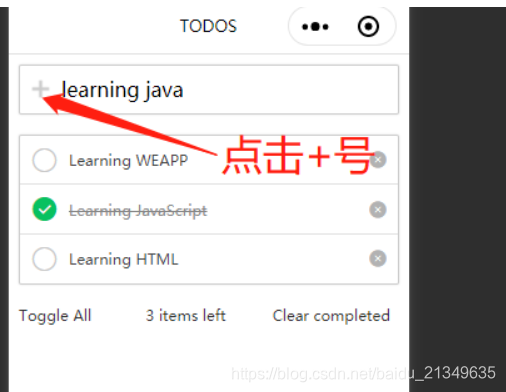 TODOS
learning java
点击+号
Learning WEAPP
Learning JavaScript
Learning HTML
Toggle All 3 items left Clear completed
https://blog.csdn.net/baidu_21349635